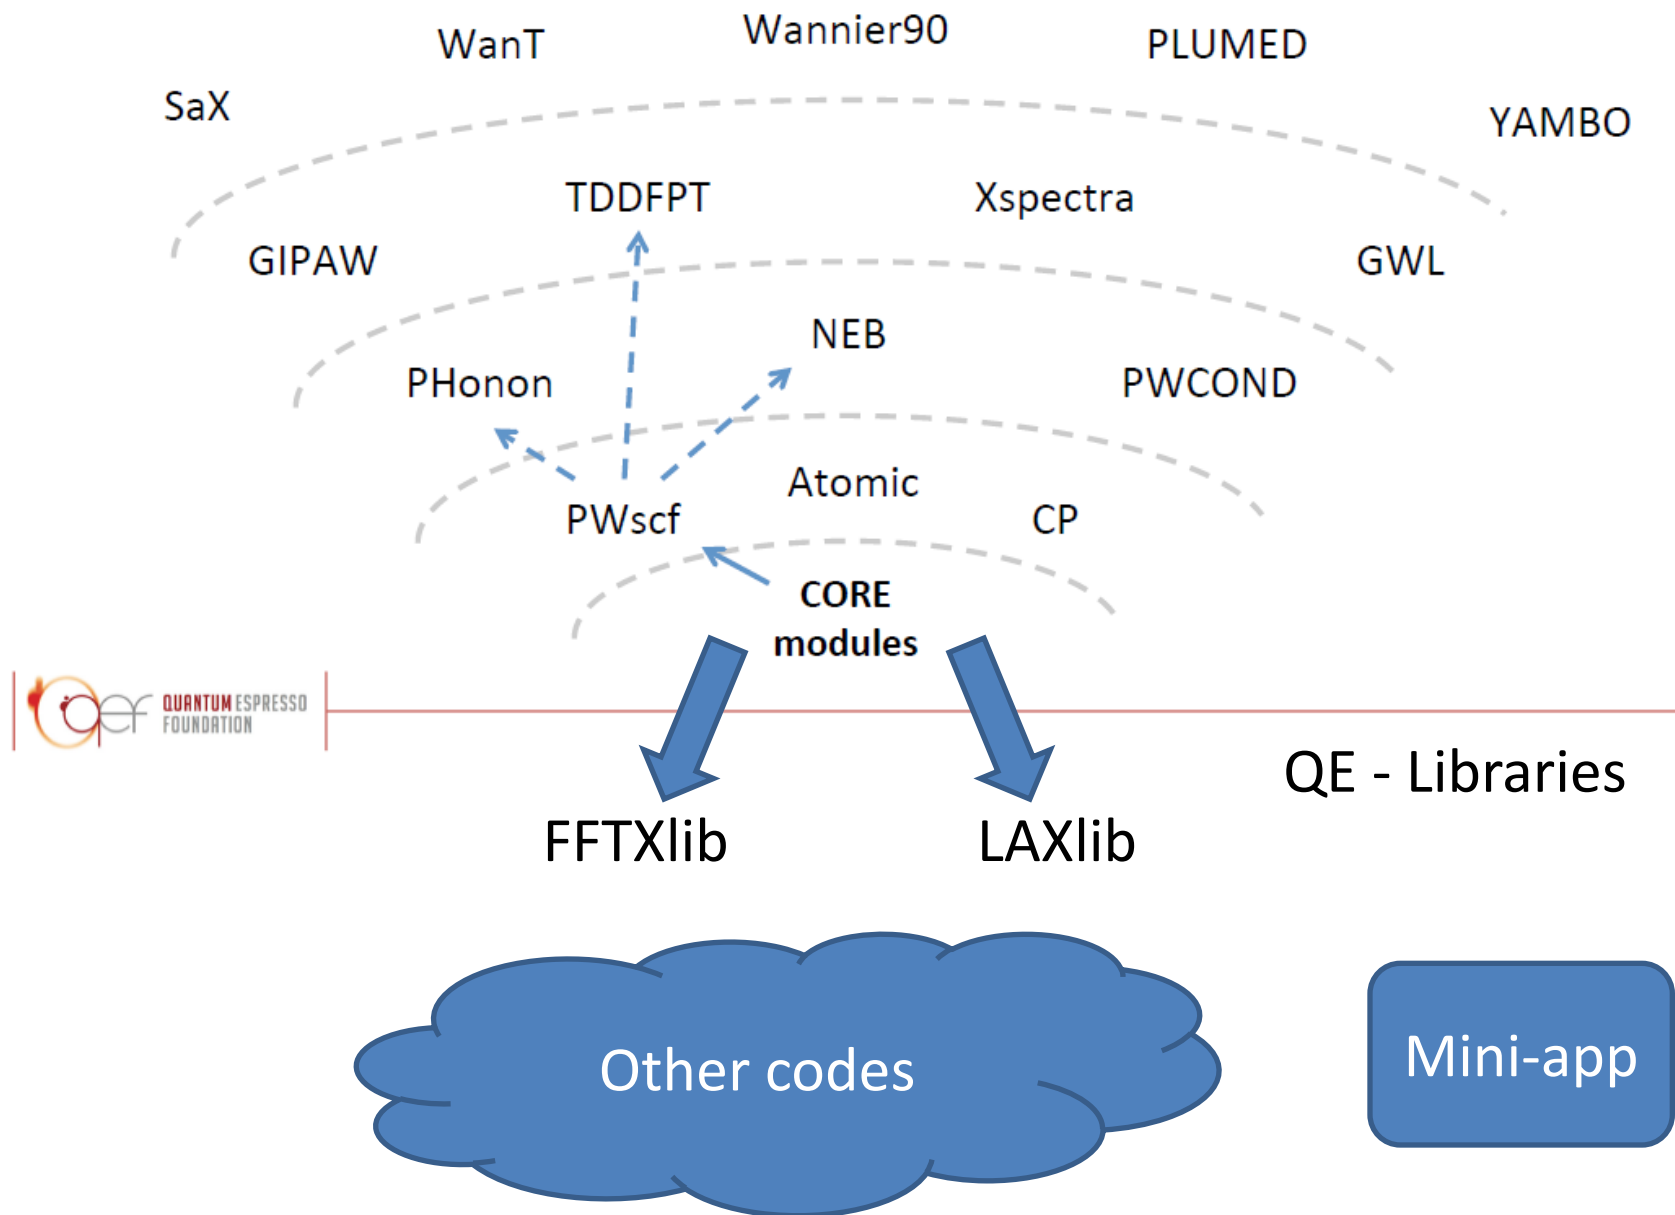 Wannier90
WanT
PLUMED
SaX
YAMBO
TDDFPT
Xspectra
GIPAW
GWL
NEB
PHonon
PWCOND
Atomic
PWscf
CP
CORE
modules
qef
QUANTUM ESPRESSO
FOUNDATION
QE - Libraries
FFTXlib
LAXlib
Other codes
Mini-app